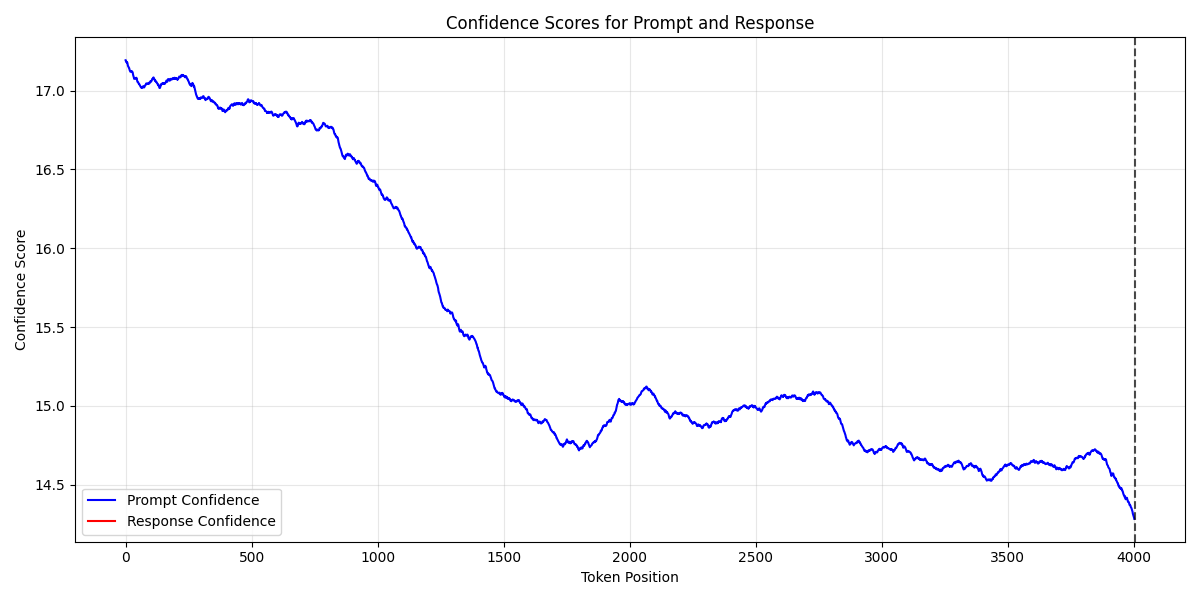 Confidence Scores for Prompt and Response
Confidence Score
17.0
16.5
16.0
15.5
15.0
14.5
Prompt Confidence
Response Confidence
0 500 1000 1500 2000 2500 3000 3500 4000
Token Position